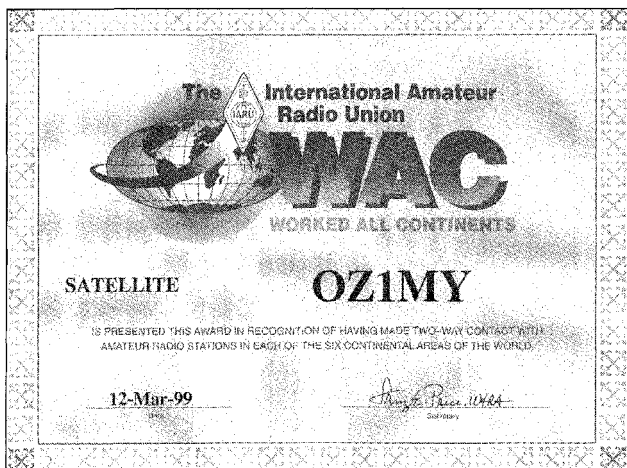 The International Amateur
Radio Union
IARU
WAC
WORKED ALL CONTINENTS
SATELLITE OZ1MY
IS PRESENTED THIS AWARD IN RECOGNITION OF HAVING MADE TWO-WAY CONTACT WITH
AMATEUR RADIO STATIONS IN EACH OF THE SIX CONTINENTAL AREAS OF THE WORLD.
12-Mar-99
Date Secretary